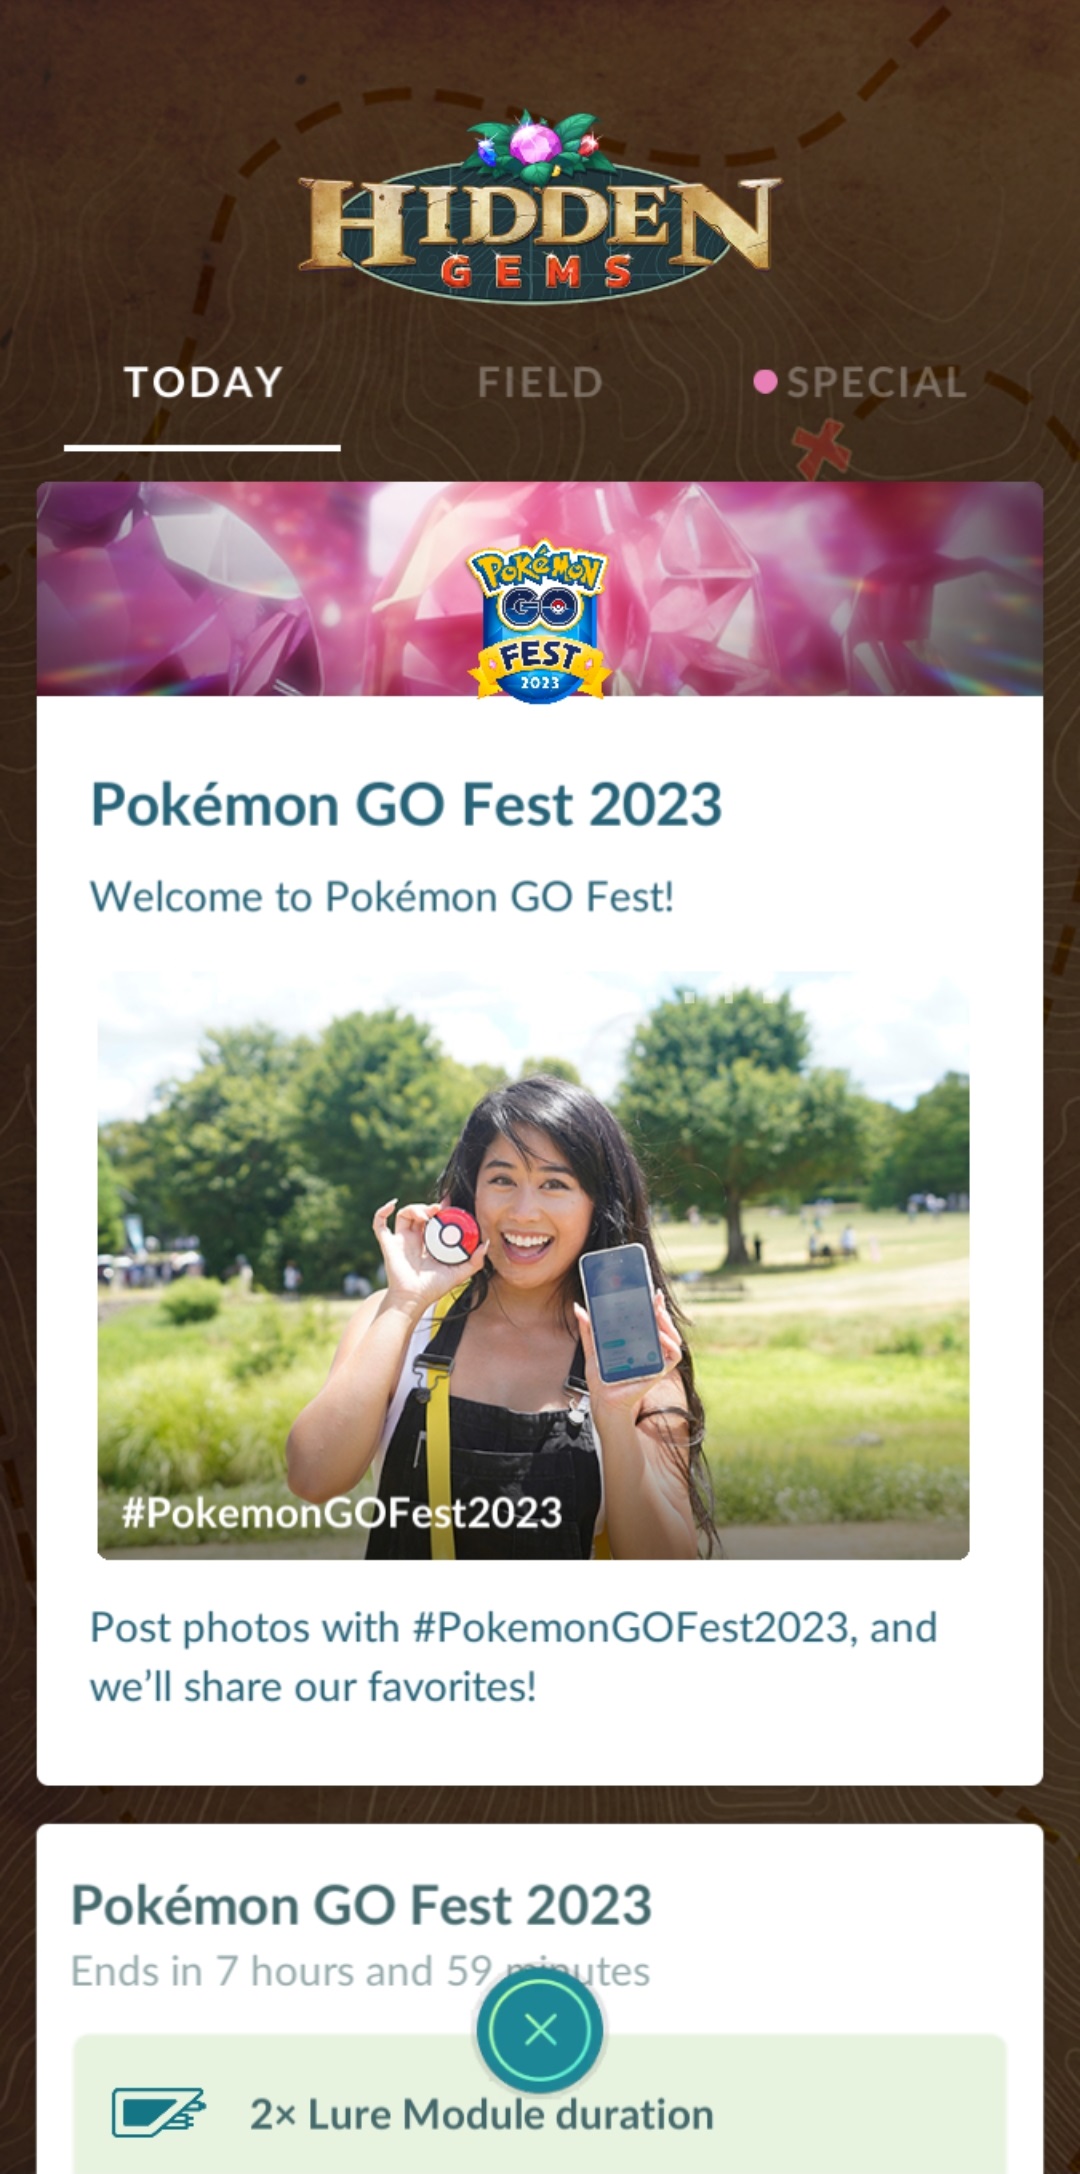 HIDDEN
GEMS
TODAY
FIELD
SPECIAL
Pokémon
GO
FEST
2023
Pokémon GO Fest 2023
Welcome to Pokémon GO Fest!
#PokemonGOFest2023
Post photos with #PokemonGOFest2023, and
we’ll share our favorites!
Pokémon GO Fest 2023
Ends in 7 hours and 59 minutes
2× Lure Module duration